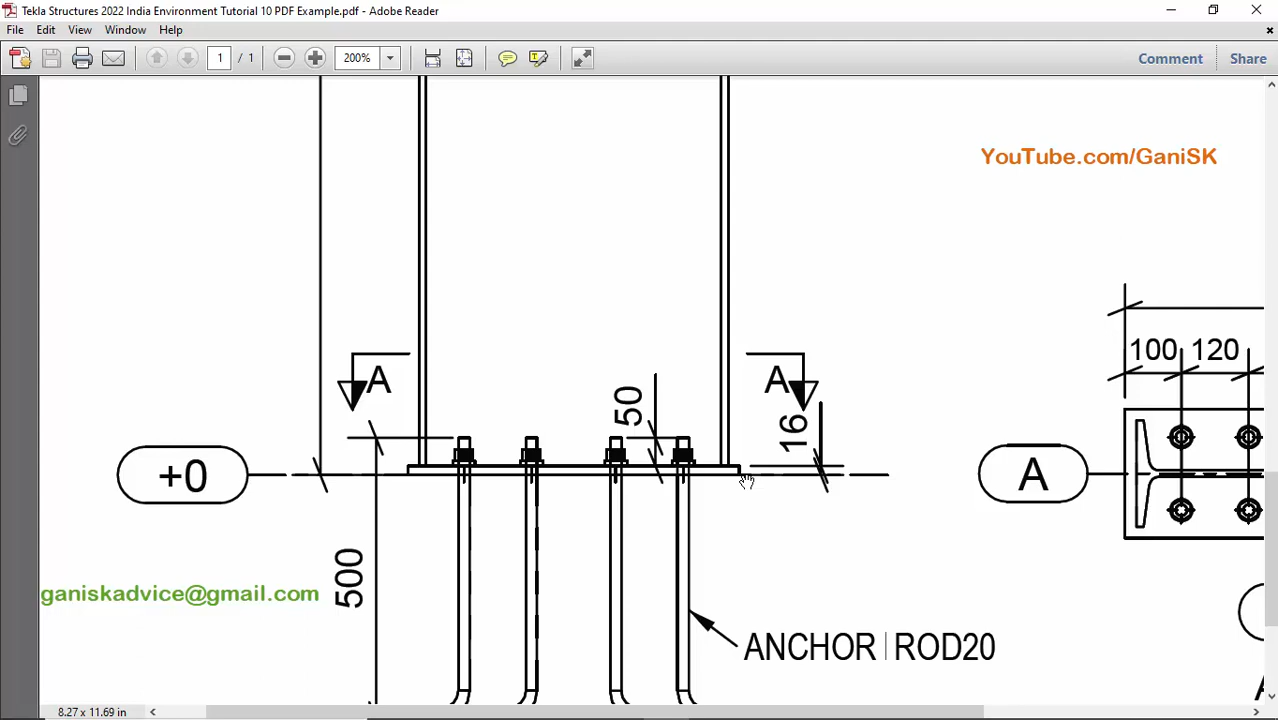 Tekla Structures 2022 India Environment Tutorial 10 PDF Example.pdf - Adobe Reader
File Edit View Window Help
1 / 1 200% Comment Share
YouTube.com/GaniSK
100 120
50
A A
16
+0 A
500
ganiskadvice@gmail.com
ANCHOR ROD20
8.27 x 11.69 in